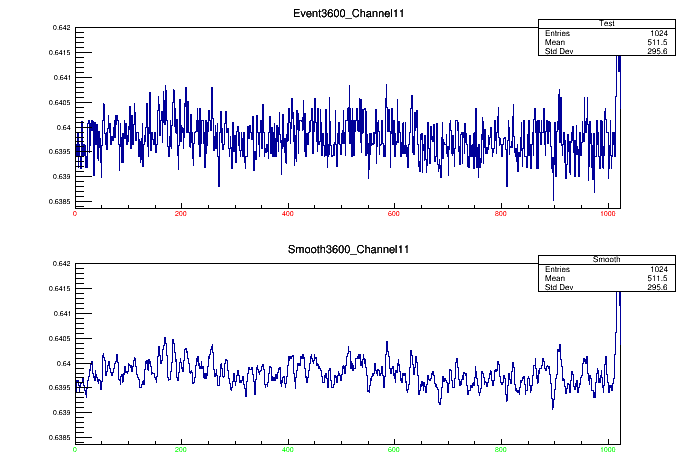 Event3600_Channel11
Test
Entries 1024
Mean 511.5
Std Dev 295.6
0.642
0.6415
0.641
0.6405
0.64
0.6395
0.639
0.6385
0 200 400 600 800 1000
Smooth3600_Channel11
Smooth
Entries 1024
Mean 511.5
Std Dev 295.6
0.642
0.6415
0.641
0.6405
0.64
0.6395
0.639
0.6385
0 200 400 600 800 1000